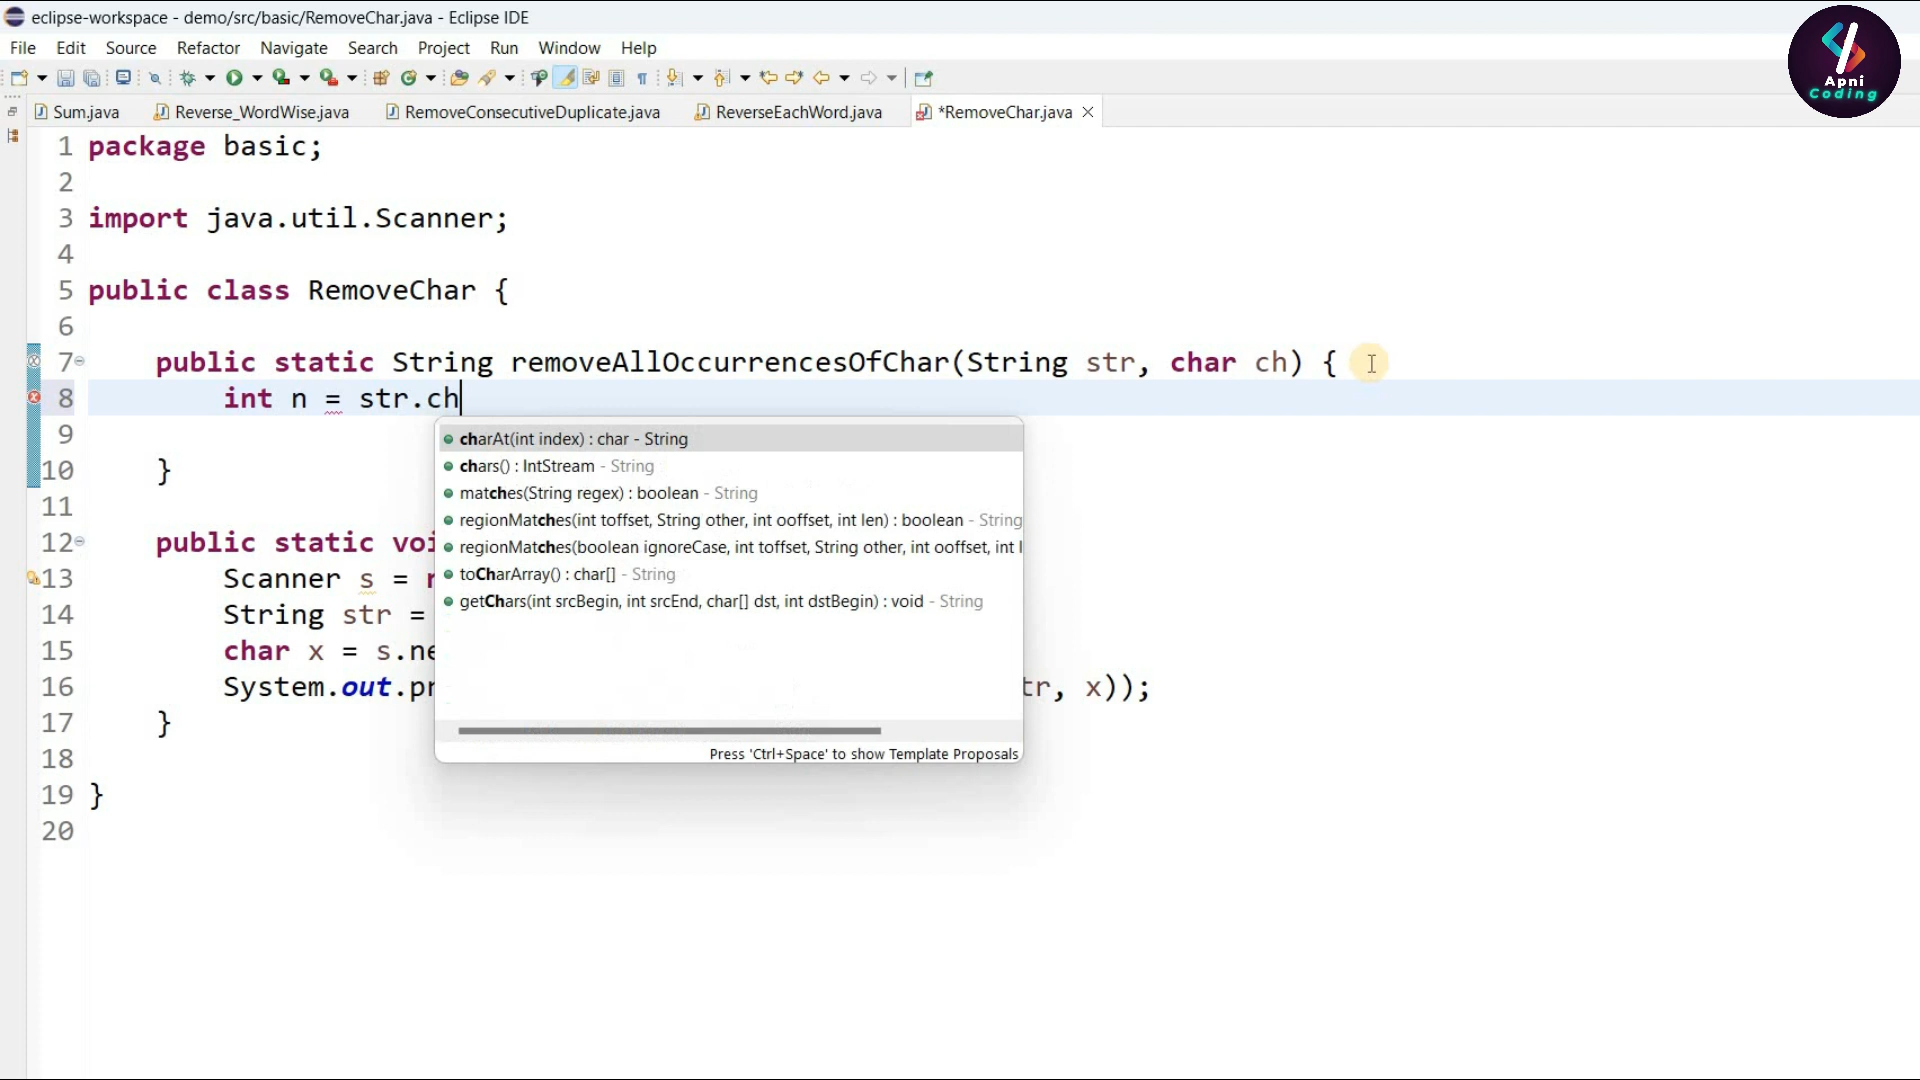 eclipse-workspace - demo/src/basic/RemoveChar.java - Eclipse IDE
File Edit Source Refactor Navigate Search Project Run Window Help
Apni
Coding
Sum.java Reverse_WordWise.java RemoveConsecutiveDuplicate.java ReverseEachWord.java *RemoveChar.java
1 package basic;
2
3 import java.util.Scanner;
4
5 public class RemoveChar {
6
7 public static String removeAllOccurrencesOfChar(String str, char ch) {
8 int n = str.ch
9
10 }
11
12 public static
13 Scanner s =
14 String str =
15 char x =
16 System.out. , x));
17 }
18
19 }
20
charAt(int index) : char - String
chars() : IntStream - String
matches(String regex) : boolean - String
regionMatches(int toffset, String other, int ooffset, int len) : boolean - String
regionMatches(boolean ignoreCase, int toffset, String other, int ooffset, int
toCharArray() : char[] - String
getChars(int srcBegin, int srcEnd, char[] dst, int dstBegin) : void - String
Press 'Ctrl+Space' to show Template Proposals